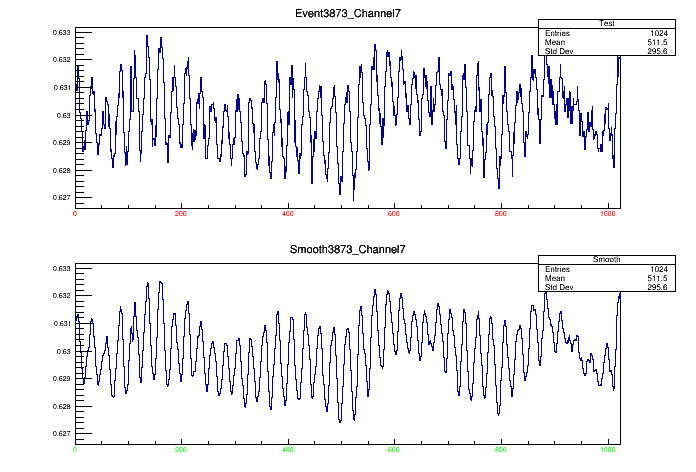 Event3873_Channel7
Test
Entries 1024
Mean 511.5
Std Dev 295.6
0.633
0.632
0.631
0.63
0.629
0.628
0.627
0 200 400 600 800 1000
Smooth3873_Channel7
Smooth
Entries 1024
Mean 511.5
Std Dev 295.6
0.633
0.632
0.631
0.63
0.629
0.628
0.627
0 200 400 600 800 1000